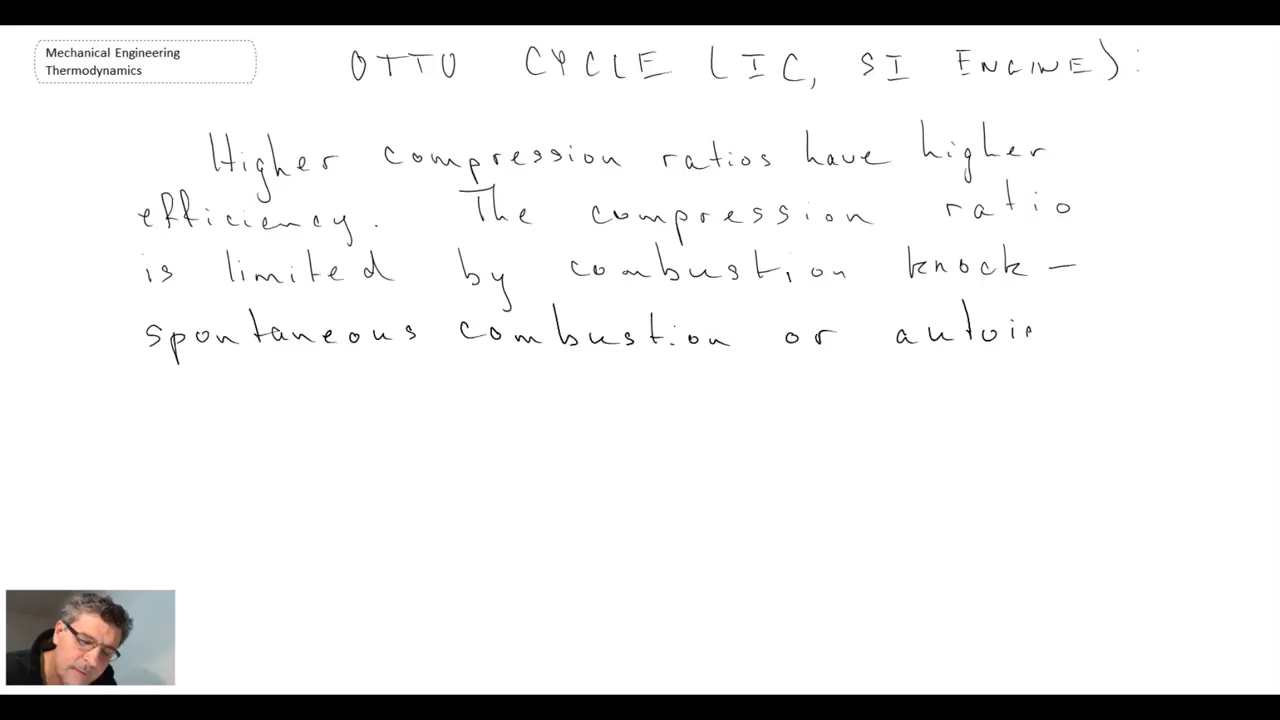 Mechanical Engineering
Thermodynamics
OTTO CYCLE (IC, SI ENGINE):
Higher compression ratios have higher
efficiency. The compression ratio
is limited by combustion knock –
spontaneous combustion or autoi